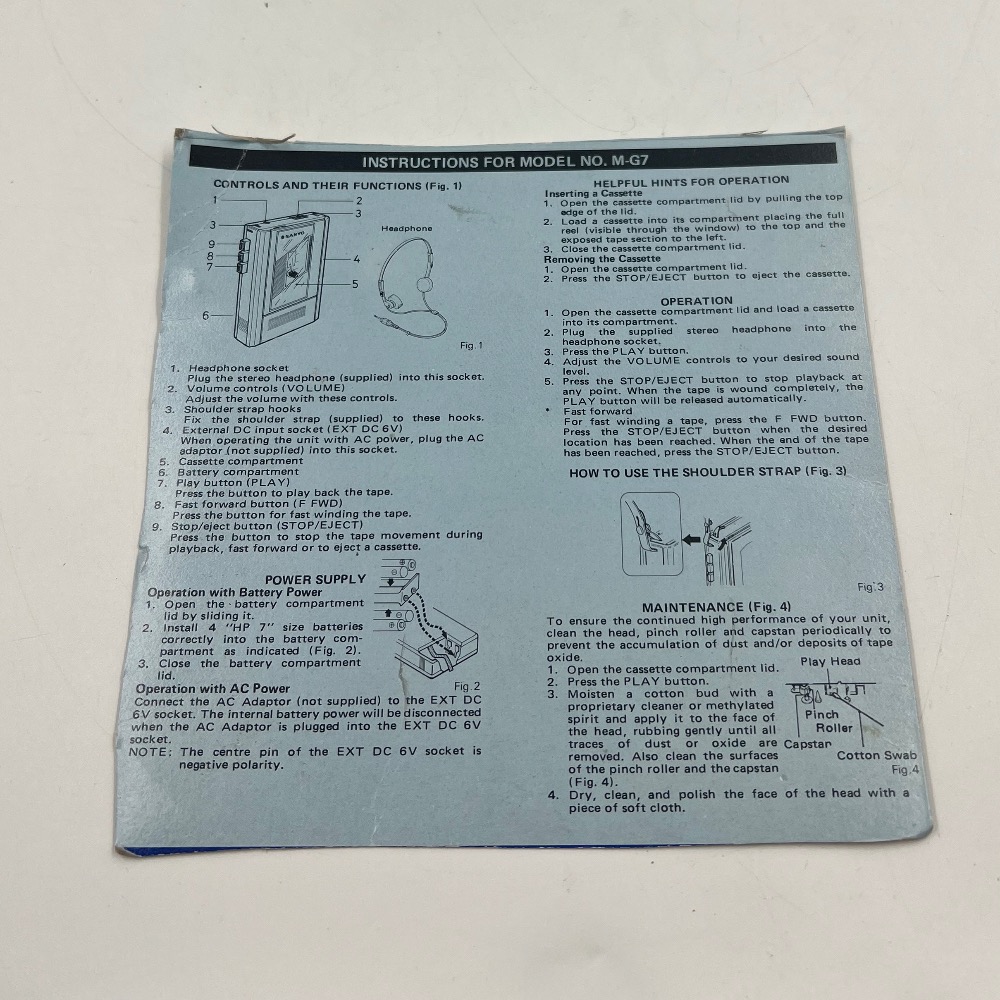 INSTRUCTIONS FOR MODEL NO. M-G7
CONTROLS AND THEIR FUNCTIONS (Fig. 1)
1
2
3
3
SANYO
Headphone
9
8
7
4
5
6
Fig. 1
1. Headphone socket
Plug the stereo headphone (supplied) into this socket.
2. Volume controls (VOLUME)
Adjust the volume with these controls.
3. Shoulder strap hooks
Fix the shoulder strap (supplied) to these hooks.
4. External DC input socket (EXT DC 6V)
When operating the unit with AC power, plug the AC
adaptor (not supplied) into this socket.
5. Cassette compartment
6. Battery compartment
7. Play button (PLAY)
Press the button to play back the tape.
8. Fast forward button (F FWD)
Press the button for fast winding the tape.
9. Stop/eject button (STOP/EJECT)
Press the button to stop the tape movement during
playback, fast forward or to eject a cassette.
POWER SUPPLY
Operation with Battery Power
1. Open the battery compartment
lid by sliding it.
2. Install 4 "HP 7" size batteries
correctly into the battery com-
partment as indicated (Fig. 2).
3. Close the battery compartment
lid.
Fig. 2
Operation with AC Power
Connect the AC Adaptor (not supplied) to the EXT DC
6V socket. The internal battery power will be disconnected
when the AC Adaptor is plugged into the EXT DC 6V
socket.
NOTE: The centre pin of the EXT DC 6V socket is
negative polarity.
HELPFUL HINTS FOR OPERATION
Inserting a Cassette
1. Open the cassette compartment lid by pulling the top
edge of the lid.
2. Load a cassette into its compartment placing the full
reel (visible through the window) to the top and the
exposed tape section to the left.
3. Close the cassette compartment lid.
Removing the Cassette
1. Open the cassette compartment lid.
2. Press the STOP/EJECT button to eject the cassette.
OPERATION
1. Open the cassette compartment lid and load a cassette
into its compartment.
2. Plug the supplied stereo headphone into the
headphone socket.
3. Press the PLAY button.
4. Adjust the VOLUME controls to your desired sound
level.
5. Press the STOP/EJECT button to stop playback at
any point. When the tape is wound completely, the
PLAY button will be released automatically.
• Fast forward
For fast winding a tape, press the F FWD button.
Press the STOP/EJECT button when the desired
location has been reached. When the end of the tape
has been reached, press the STOP/EJECT button.
HOW TO USE THE SHOULDER STRAP (Fig. 3)
Fig. 3
MAINTENANCE (Fig. 4)
To ensure the continued high performance of your unit,
clean the head, pinch roller and capstan periodically to
prevent the accumulation of dust and/or deposits of tape
oxide.
1. Open the cassette compartment lid.
2. Press the PLAY button.
3. Moisten a cotton bud with a
proprietary cleaner or methylated
spirit and apply it to the face of
the head, rubbing gently until all
traces of dust or oxide are
removed. Also clean the surfaces
of the pinch roller and the capstan
(Fig. 4).
Play Head
Pinch
Roller
Capstan
Cotton Swab
Fig. 4
4. Dry, clean, and polish the face of the head with a
piece of soft cloth.